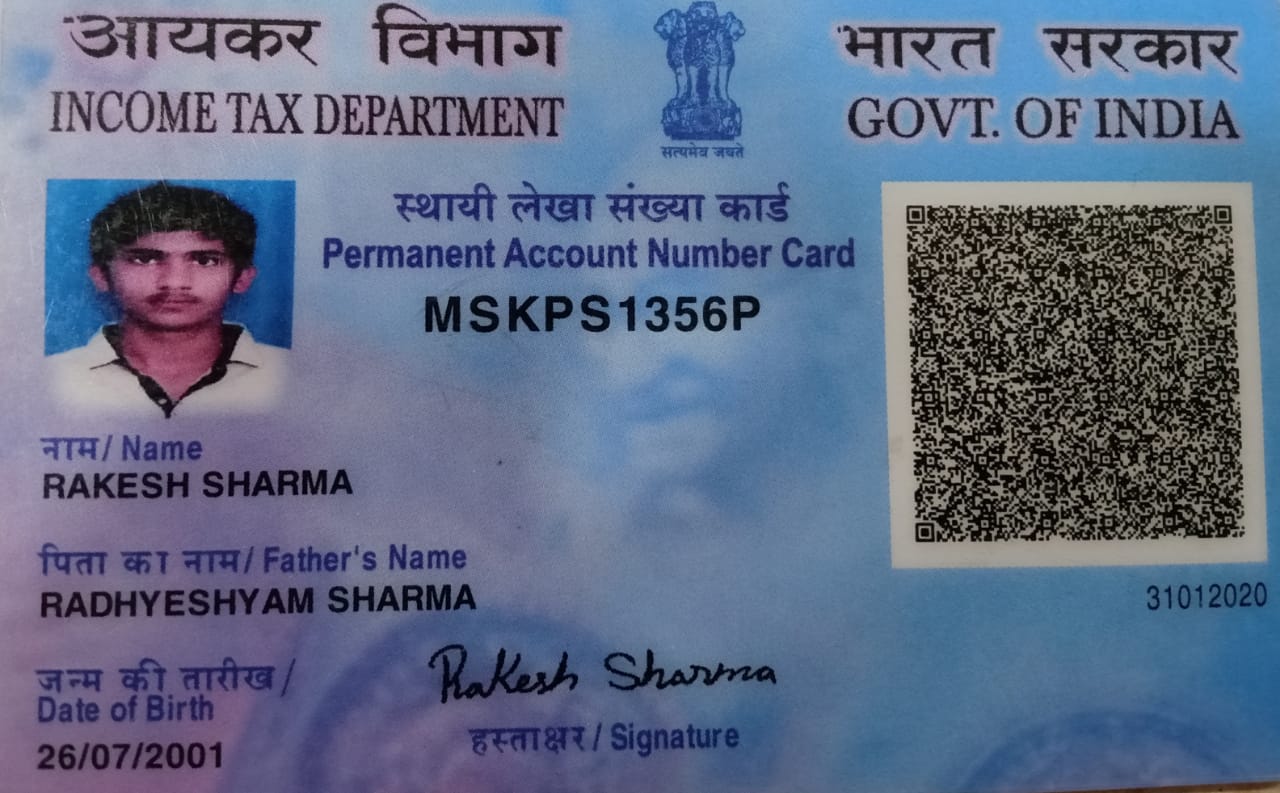 आयकर विभाग
INCOME TAX DEPARTMENT
सत्यमेव जयते
भारत सरकार
GOVT. OF INDIA
स्थायी लेखा संख्या कार्ड
Permanent Account Number Card
MSKPS1356P
नाम/ Name
RAKESH SHARMA
पिता का नाम/ Father's Name
RADHYESHYAM SHARMA
31012020
जन्म की तारीख/
Date of Birth
26/07/2001
Rakesh Sharma
हस्ताक्षर/ Signature